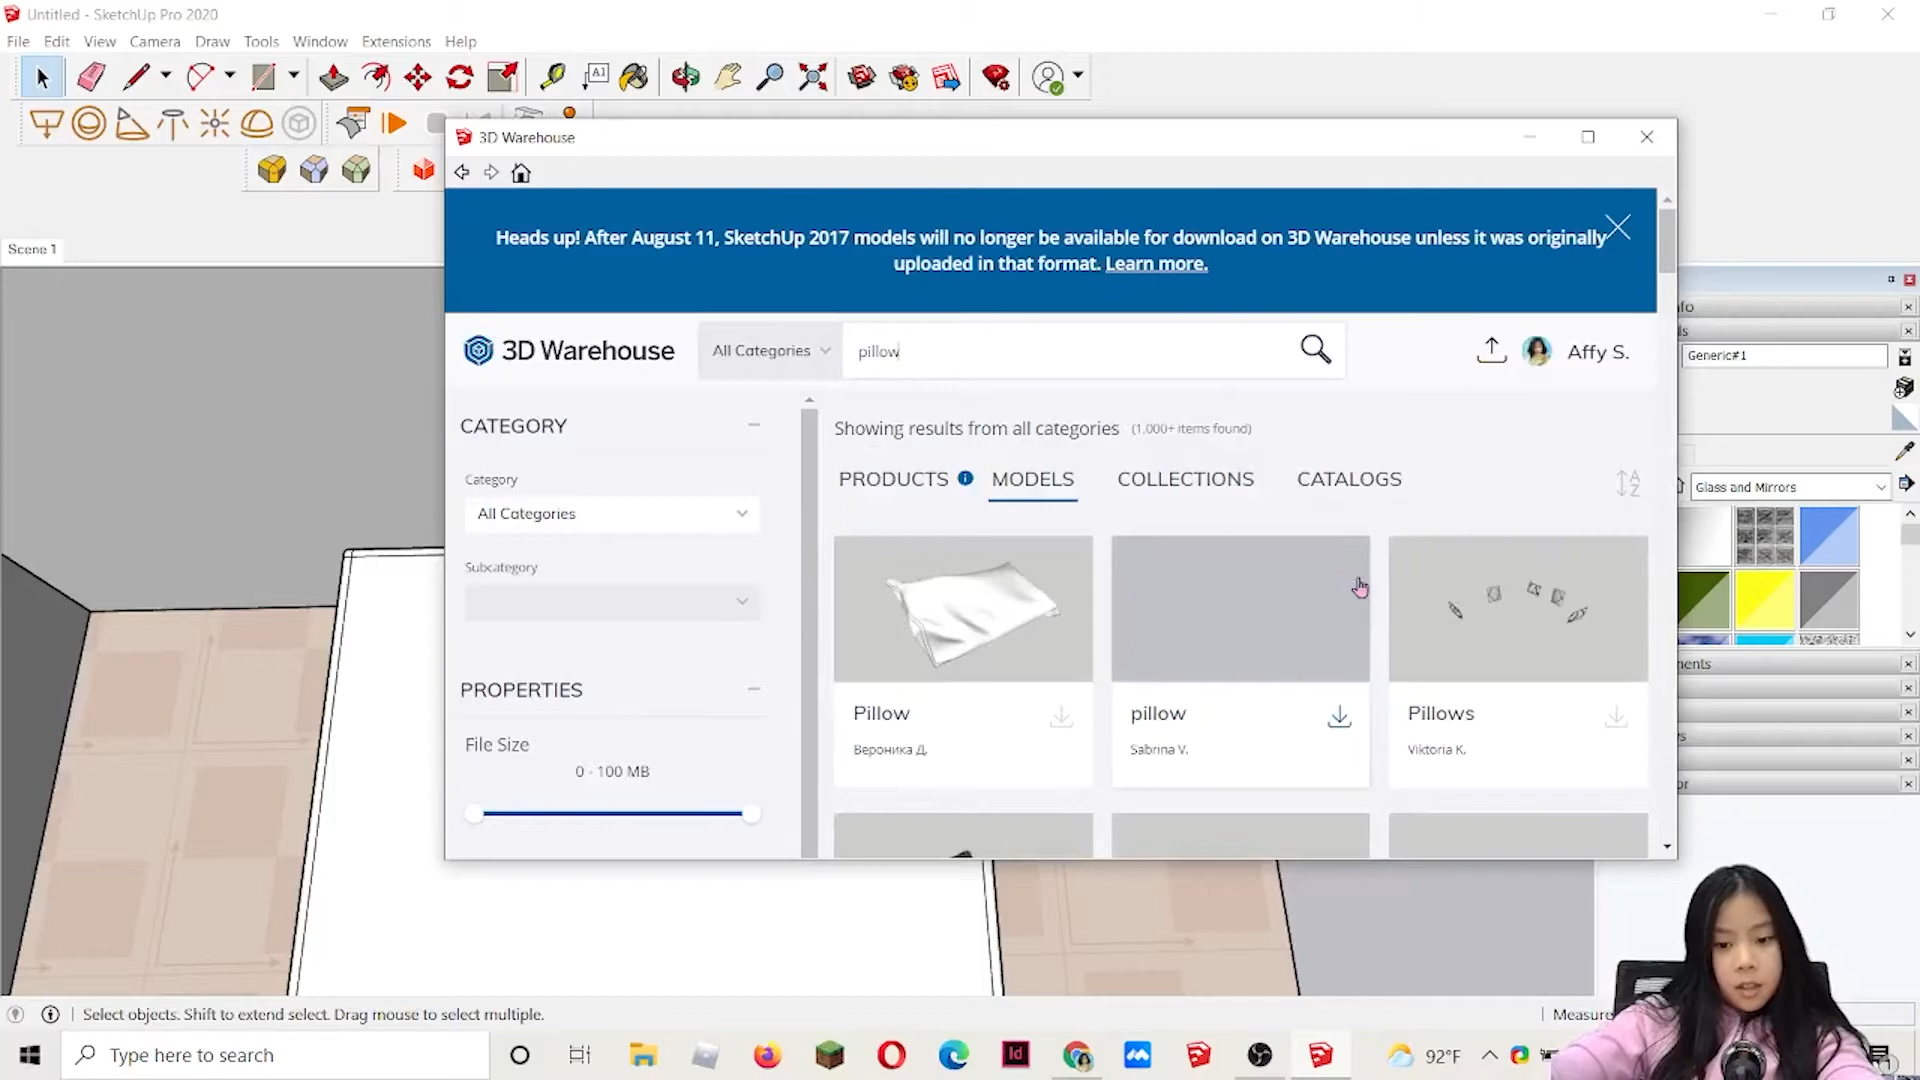 Untitled - SketchUp Pro 2020
File Edit View Camera Draw Tools Window Extensions Help
A1
3D Warehouse
Heads up! After August 11, SketchUp 2017 models will no longer be available for download on 3D Warehouse unless it was originally
uploaded in that format. Learn more.
Scene 1
3D Warehouse All Categories pillow Affy S.
Generic#1
CATEGORY
Category
All Categories
Subcategory
PROPERTIES
File Size
0 - 100 MB
Showing results from all categories (1,000+ items found)
PRODUCTS MODELS COLLECTIONS CATALOGS
Glass and Mirrors
Pillow pillow Pillows
Вероника Д. Sabrina V. Viktoria K.
Select objects. Shift to extend select. Drag mouse to select multiple.
Type here to search
Id
92°F